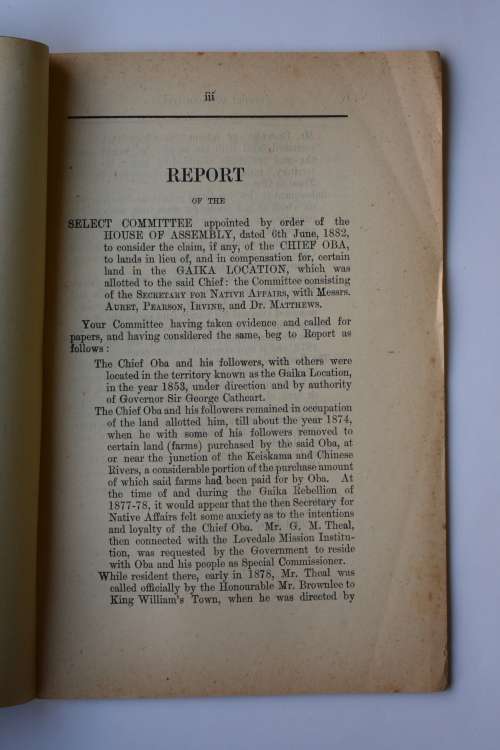 iii
REPORT
OF THE
SELECT COMMITTEE appointed by order of the
HOUSE OF ASSEMBLY, dated 6th June, 1882,
to consider the claim, if any, of the CHIEF OBA,
to lands in lieu of, and in compensation for, certain
land in the GAIKA LOCATION, which was
allotted to the said Chief: the Committee consisting
of the SECRETARY FOR NATIVE AFFAIRS, with Messrs.
AURET, PEARSON, IRVINE, and Dr. MATTHEWS.
Your Committee having taken evidence and called for
papers, and having considered the same, beg to Report as
follows:
The Chief Oba and his followers, with others were
located in the territory known as the Gaika Location,
in the year 1853, under direction and by authority
of Governor Sir George Cathcart.
The Chief Oba and his followers remained in occupation
of the land allotted him, till about the year 1874,
when he with some of his followers removed to
certain land (farms) purchased by the said Oba, at
or near the junction of the Keiskama and Chinese
Rivers, a considerable portion of the purchase amount
of which said farms had been paid for by Oba. At
the time of and during the Gaika Rebellion of
1877-78, it would appear that the then Secretary for
Native Affairs felt some anxiety as to the intentions
and loyalty of the Chief Oba. Mr. G. M. Theal,
then connected with the Lovedale Mission Institu-
tion, was requested by the Government to reside
with Oba and his people as Special Commissioner.
While resident there, early in 1878, Mr. Theal was
called officially by the Honourable Mr. Brownlee to
King William's Town, when he was directed by